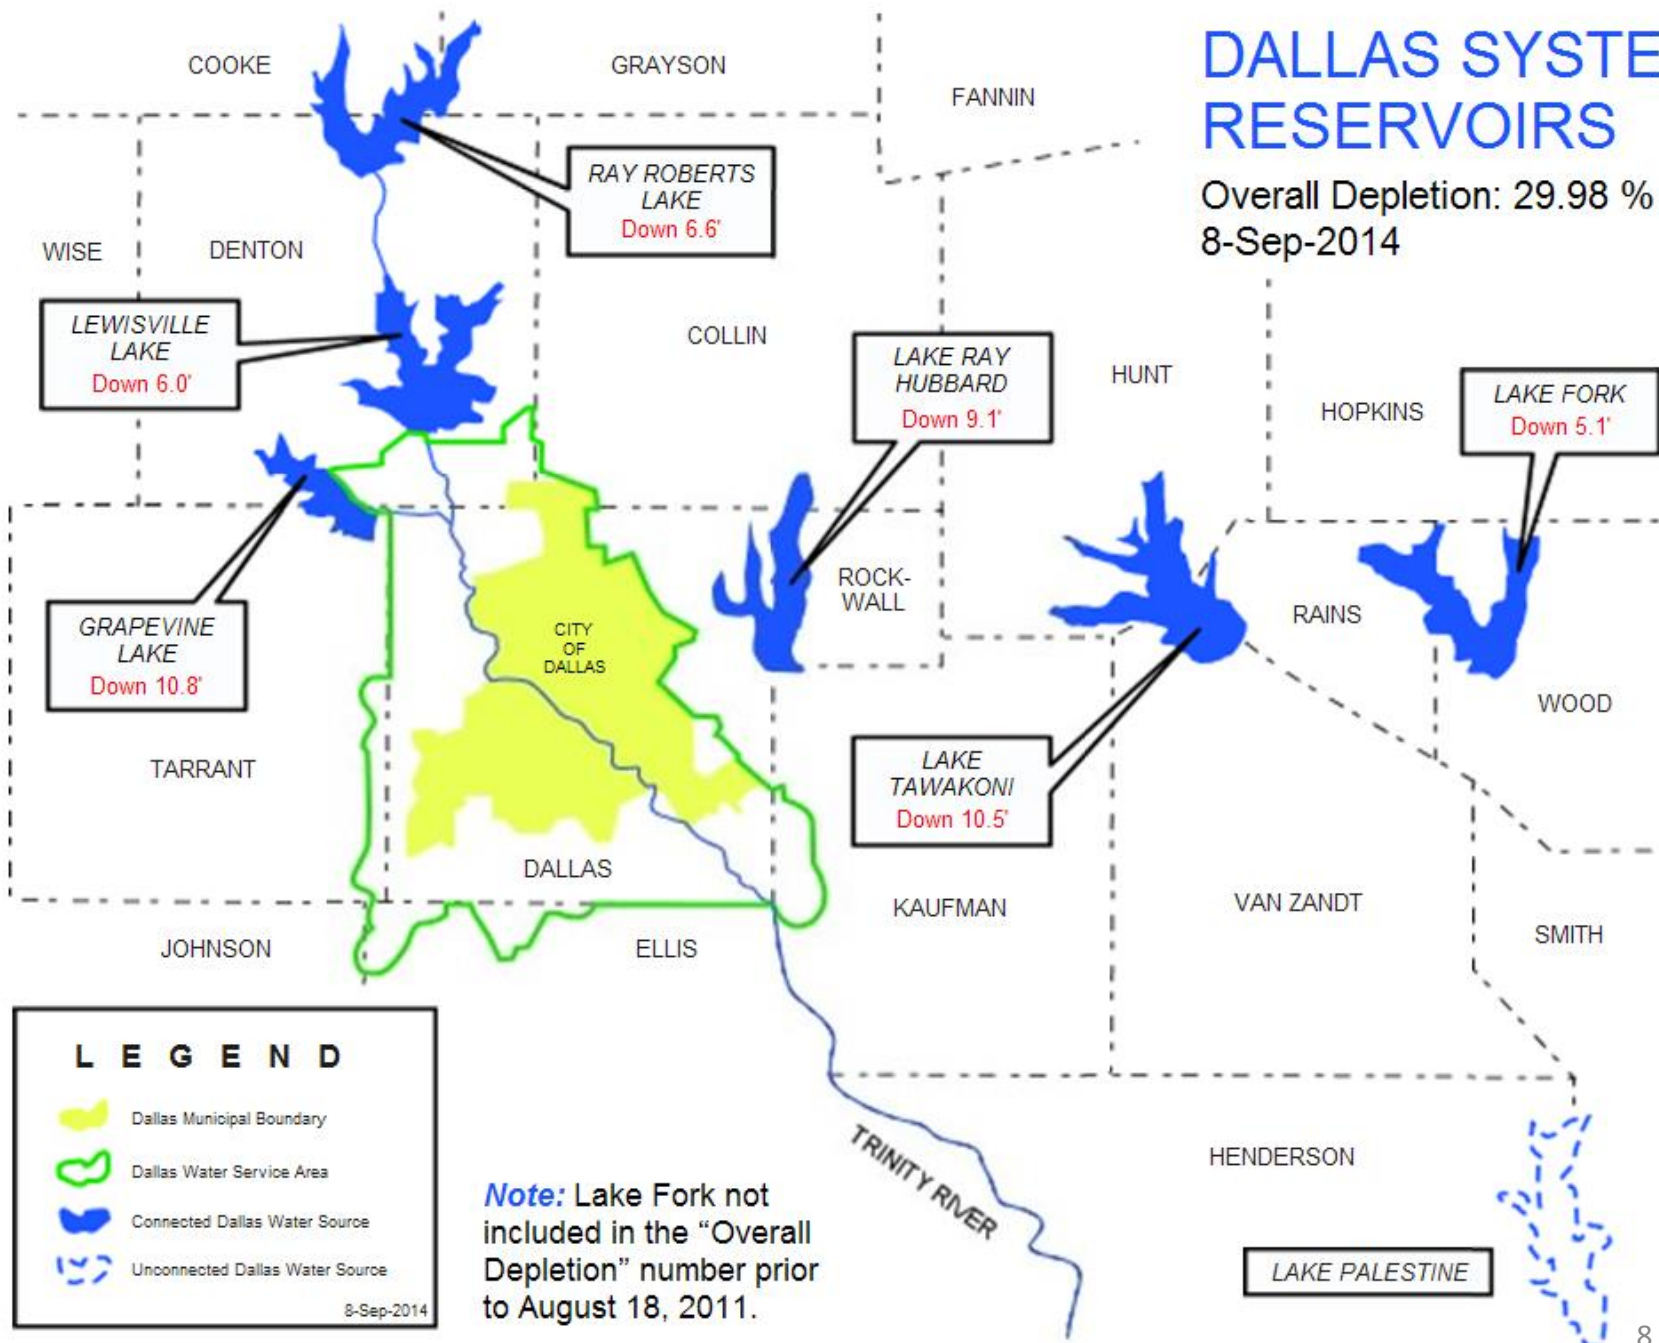 DALLAS SYSTE
RESERVOIRS
Overall Depletion: 29.98 %
8-Sep-2014
COOKE
GRAYSON
FANNIN
RAY ROBERTS
LAKE
Down 6.6'
WISE
DENTON
LEWISVILLE
LAKE
Down 6.0'
COLLIN
LAKE RAY
HUBBARD
Down 9.1'
HUNT
HOPKINS
LAKE FORK
Down 5.1'
GRAPEVINE
LAKE
Down 10.8'
CITY
OF
DALLAS
ROCK-
WALL
RAINS
WOOD
TARRANT
LAKE
TAWAKONI
Down 10.5'
DALLAS
KAUFMAN
VAN ZANDT
SMITH
JOHNSON
ELLIS
LEGEND
Dallas Municipal Boundary
Dallas Water Service Area
Connected Dallas Water Source
Unconnected Dallas Water Source
8-Sep-2014
Note: Lake Fork not
included in the “Overall
Depletion” number prior
to August 18, 2011.
TRINITY RIVER
HENDERSON
LAKE PALESTINE
8